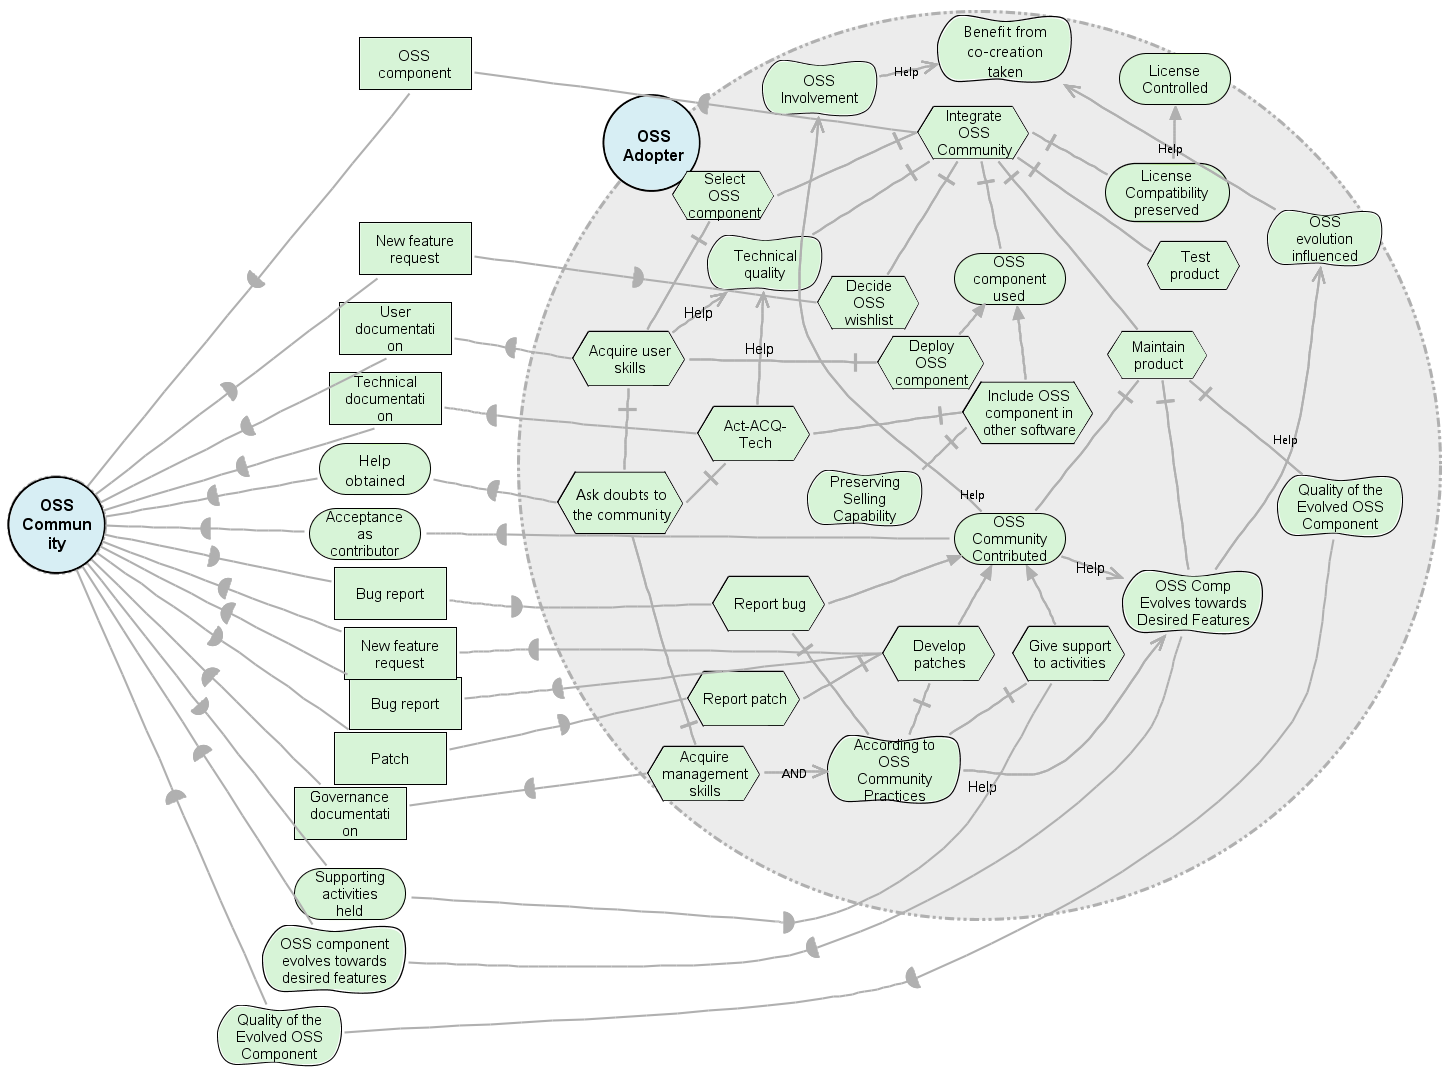 OSS
component
New feature
request
User
documentati
on
Technical
documentati
on
Help
obtained
Acceptance
as
contributor
Bug report
New feature
request
Bug report
Patch
Governance
documentati
on
Supporting
activities
held
OSS component
evolves towards
desired features
Quality of the
Evolved OSS
Component
OSS
Commun
ity
OSS
Adopter
OSS
Involvement
Help
Benefit from
co-creation
taken
License
Controlled
Help
Integrate
OSS
Community
License
Compatibility
preserved
Select
OSS
component
Technical
quality
OSS
evolution
influenced
Test
product
OSS
component
used
Decide
OSS
wishlist
Help
Help
Acquire user
skills
Deploy
OSS
component
Maintain
product
Include OSS
component in
other software
Act-ACQ-
Tech
Help
Ask doubts to
the community
Preserving
Selling
Capability
Help
Quality of the
Evolved OSS
Component
OSS
Community
Contributed
Help
OSS Comp
Evolves towards
Desired Features
Report bug
Develop
patches
Give support
to activities
Report patch
Acquire
management
skills
AND
According to
OSS
Community
Practices
Help